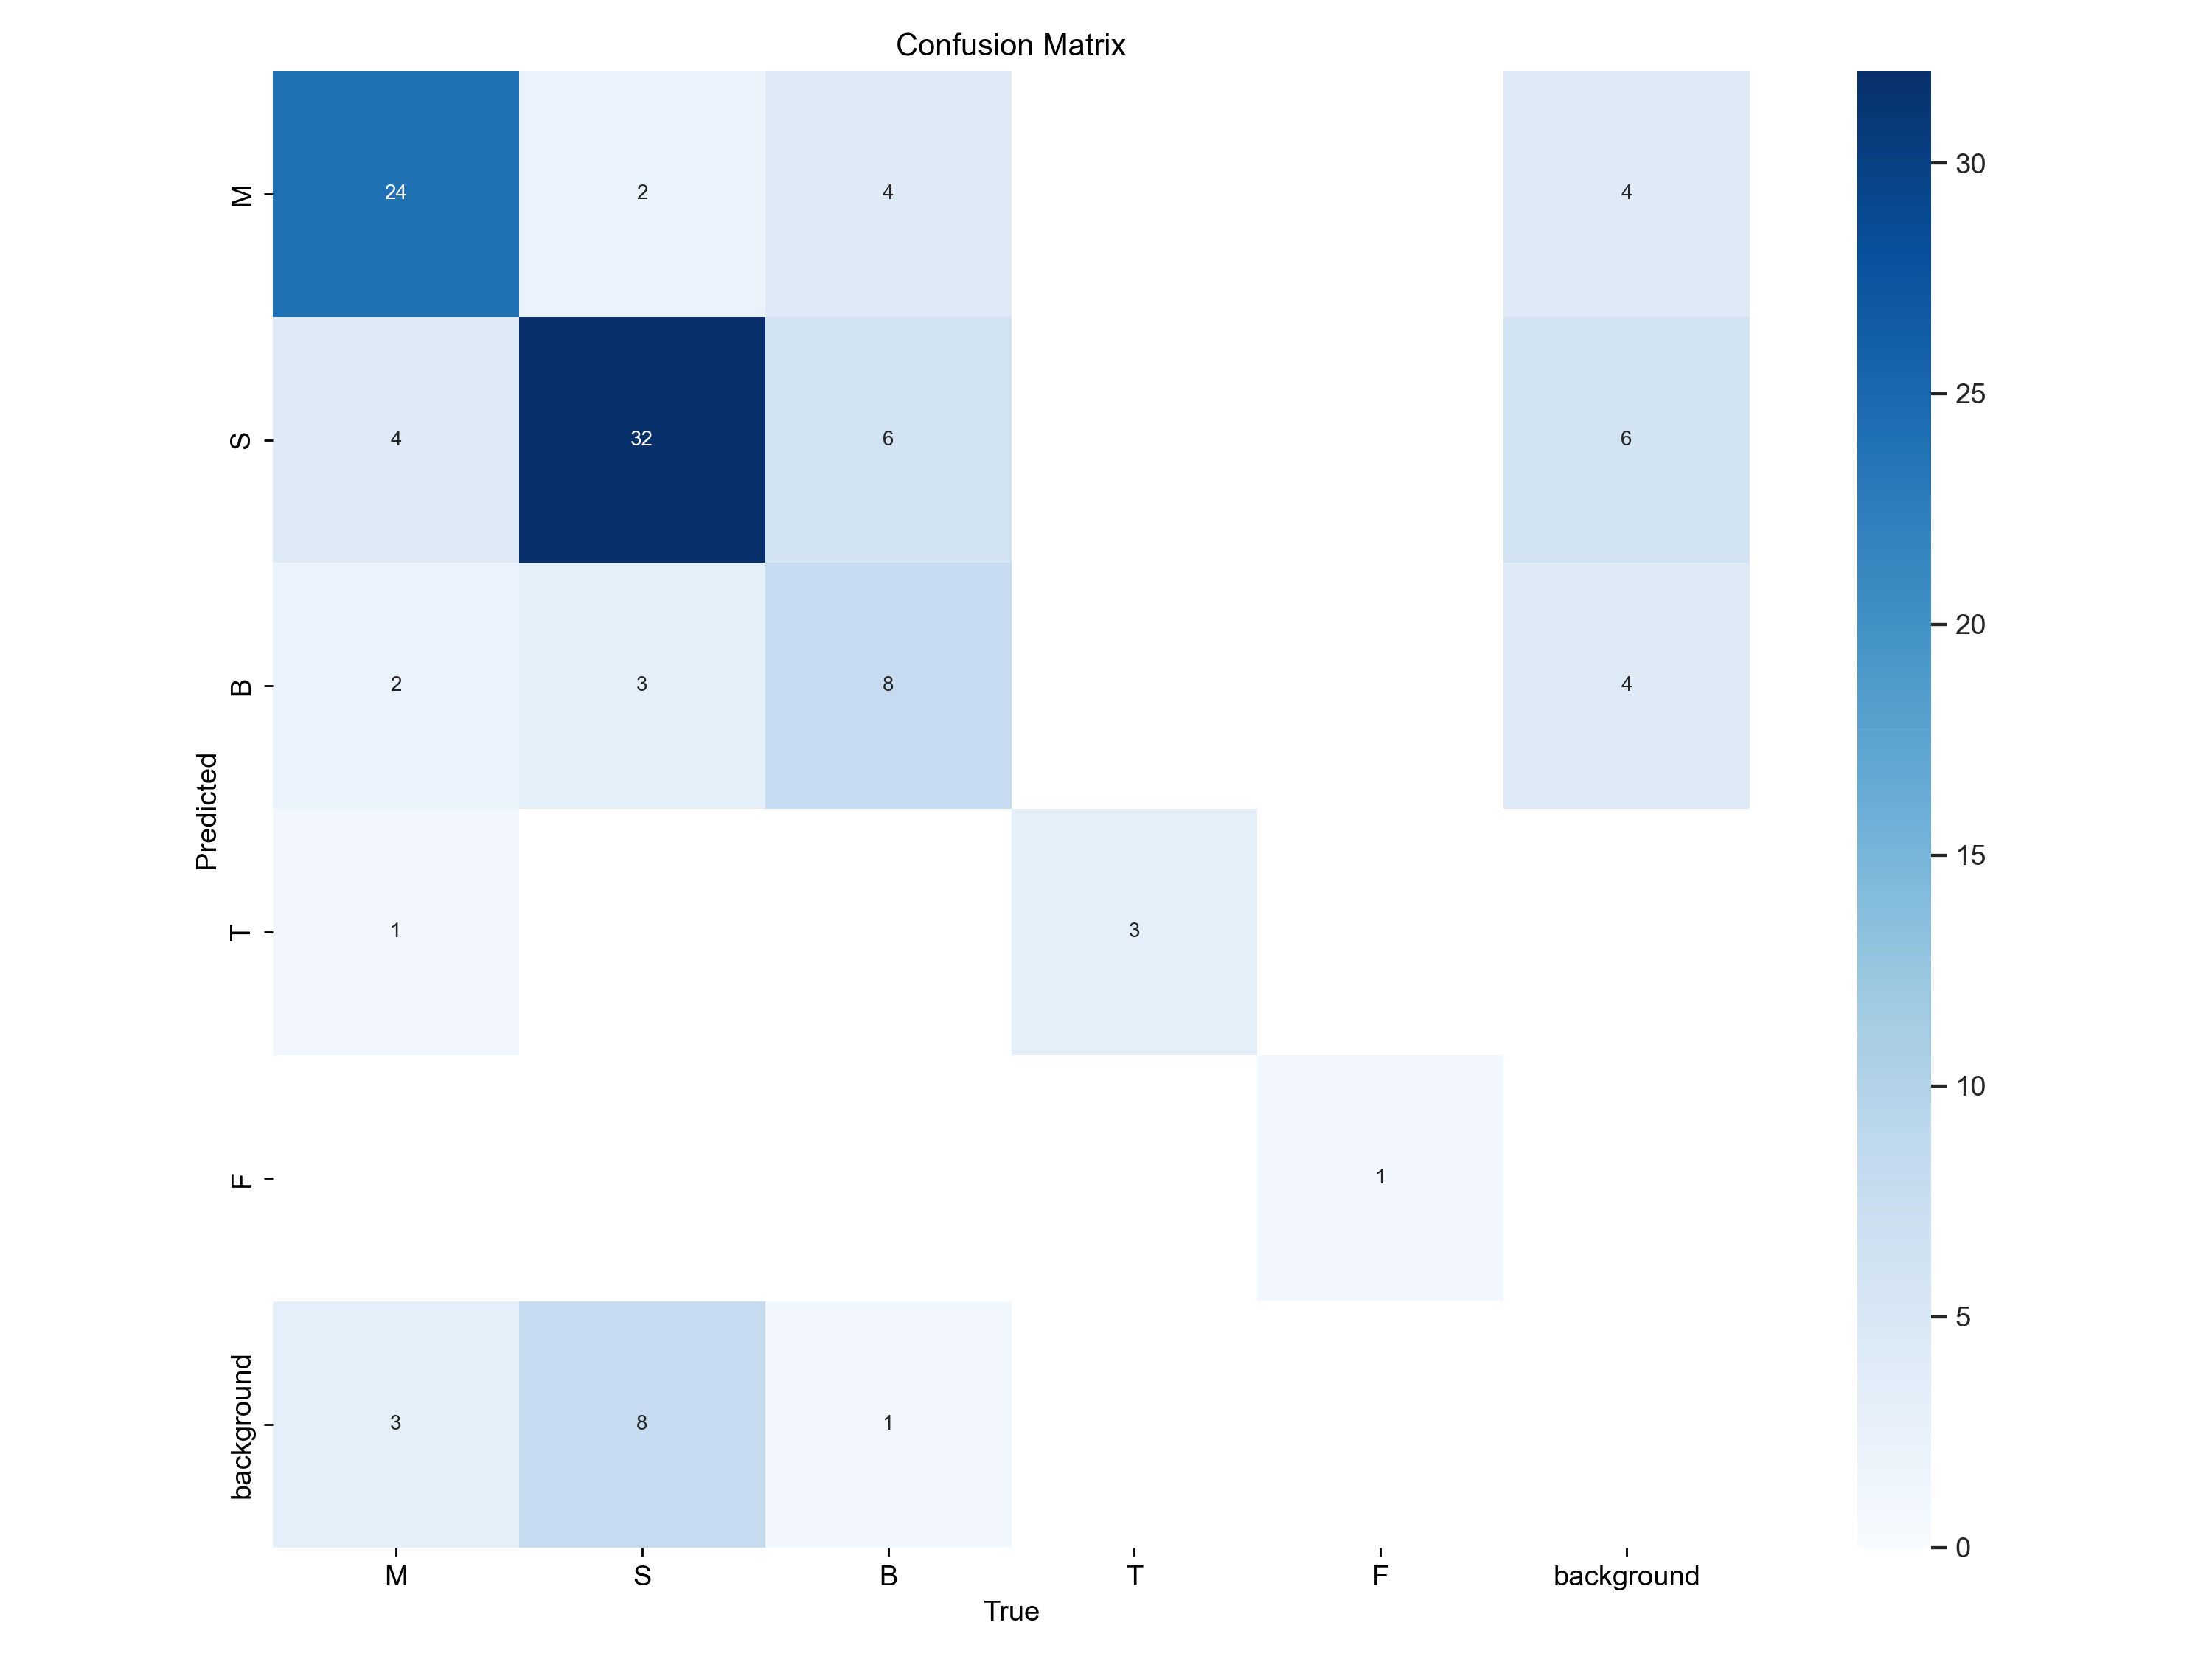 Confusion Matrix
M 24 2 4 4
S 4 32 6 6
B 2 3 8 4
T 1 3
F 1
background 3 8 1
M S B T F background
True
Predicted
30
25
20
15
10
5
0